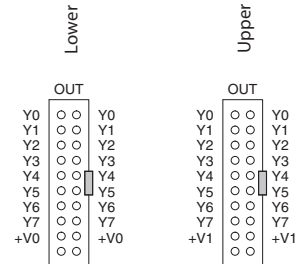 Lower Upper
OUT OUT
Y0 Y0 Y0 Y0
Y1 Y1 Y1 Y1
Y2 Y2 Y2 Y2
Y3 Y3 Y3 Y3
Y4 Y4 Y4 Y4
Y5 Y5 Y5 Y5
Y6 Y6 Y6 Y6
Y7 Y7 Y7 Y7
+V0 +V0 +V1 +V1